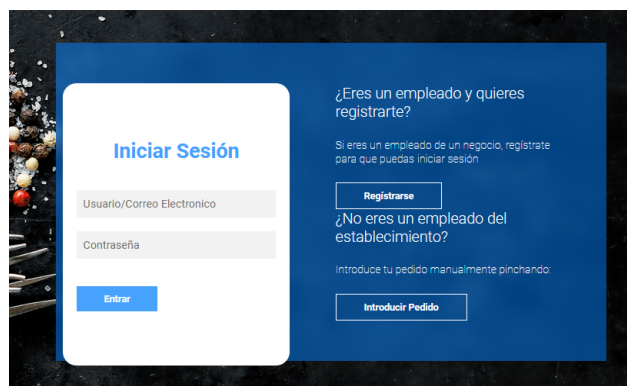 Iniciar Sesión
Usuario/Correo Electronico
Contraseña
Entrar
¿Eres un empleado y quieres
registrarte?
Si eres un empleado de un negocio, regístrate
para que puedas iniciar sesión
Registrarse
¿No eres un empleado del
establecimiento?
Introduce tu pedido manualmente pinchando:
Introducir Pedido